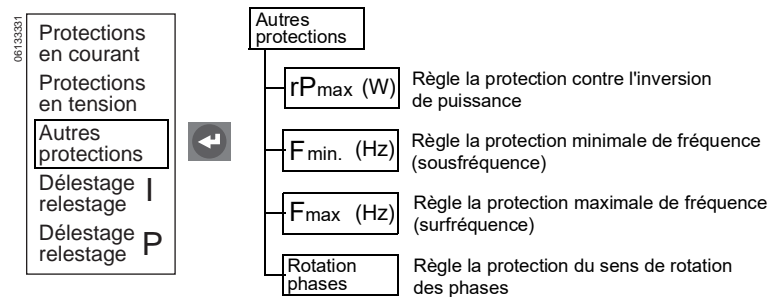 06133331
Protections
en courant
Protections
en tension
Autres
protections
Délestage
relestage I
Délestage
relestage P
Autres
protections
rPmax (W)
Règle la protection contre l'inversion
de puissance
Fmin. (Hz)
Règle la protection minimale de fréquence
(sousfréquence)
Fmax (Hz)
Règle la protection maximale de fréquence
(surfréquence)
Rotation
phases
Règle la protection du sens de rotation
des phases